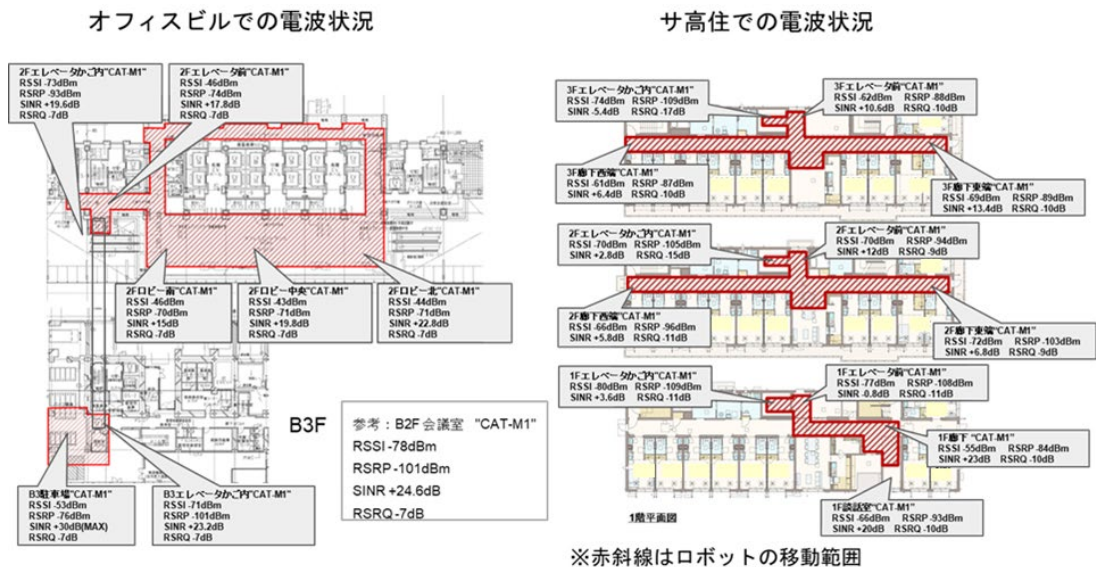 オフィスビルでの電波状況
2Fエレベータかご内"CAT-M1"
RSSI -73dBm
RSRP -93dBm
SINR +19.6dB
RSRQ -7dB
2Fエレベータ前"CAT-M1"
RSSI -46dBm
RSRP -74dBm
SINR +17.8dB
RSRQ -7dB
2Fロビー南"CAT-M1"
RSSI -46dBm
RSRP -70dBm
SINR +15dB
RSRQ -7dB
2Fロビー中央"CAT-M1"
RSSI -43dBm
RSRP -71dBm
SINR +19.8dB
RSRQ -7dB
2Fロビー北"CAT-M1"
RSSI -44dBm
RSRP -71dBm
SINR +22.8dB
RSRQ -7dB
B3F
B3駐車場"CAT-M1"
RSSI -53dBm
RSRP -76dBm
SINR +30dB(MAX)
RSRQ -7dB
B3エレベータかご内"CAT-M1"
RSSI -71dBm
RSRP -101dBm
SINR +23.2dB
RSRQ -7dB
参考：B2F会議室 "CAT-M1"
RSSI -78dBm
RSRP -101dBm
SINR +24.6dB
RSRQ -7dB
サ高住での電波状況
3Fエレベータかご内"CAT-M1"
RSSI -74dBm RSRP -109dBm
SINR -5.4dB RSRQ -17dB
3Fエレベータ前"CAT-M1"
RSSI -62dBm RSRP -88dBm
SINR +10.6dB RSRQ -10dB
3F廊下西端"CAT-M1"
RSSI -61dBm RSRP -87dBm
SINR +6.4dB RSRQ -10dB
3F廊下東端"CAT-M1"
RSSI -69dBm RSRP -89dBm
SINR +13.4dB RSRQ -10dB
2Fエレベータかご内"CAT-M1"
RSSI -70dBm RSRP -105dBm
SINR +2.8dB RSRQ -15dB
2Fエレベータ前"CAT-M1"
RSSI -70dBm RSRP -94dBm
SINR +12dB RSRQ -9dB
2F廊下西端"CAT-M1"
RSSI -66dBm RSRP -96dBm
SINR +5.8dB RSRQ -11dB
2F廊下東端"CAT-M1"
RSSI -72dBm RSRP -103dBm
SINR +6.8dB RSRQ -9dB
1Fエレベータかご内"CAT-M1"
RSSI -80dBm RSRP -109dBm
SINR +3.6dB RSRQ -11dB
1Fエレベータ前"CAT-M1"
RSSI -77dBm RSRP -108dBm
SINR -0.8dB RSRQ -11dB
1F廊下 "CAT-M1"
RSSI -55dBm RSRP -84dBm
SINR +23dB RSRQ -10dB
1F談話室"CAT-M1"
RSSI -66dBm RSRP -93dBm
SINR +20dB RSRQ -10dB
1階平面図
※赤斜線はロボットの移動範囲